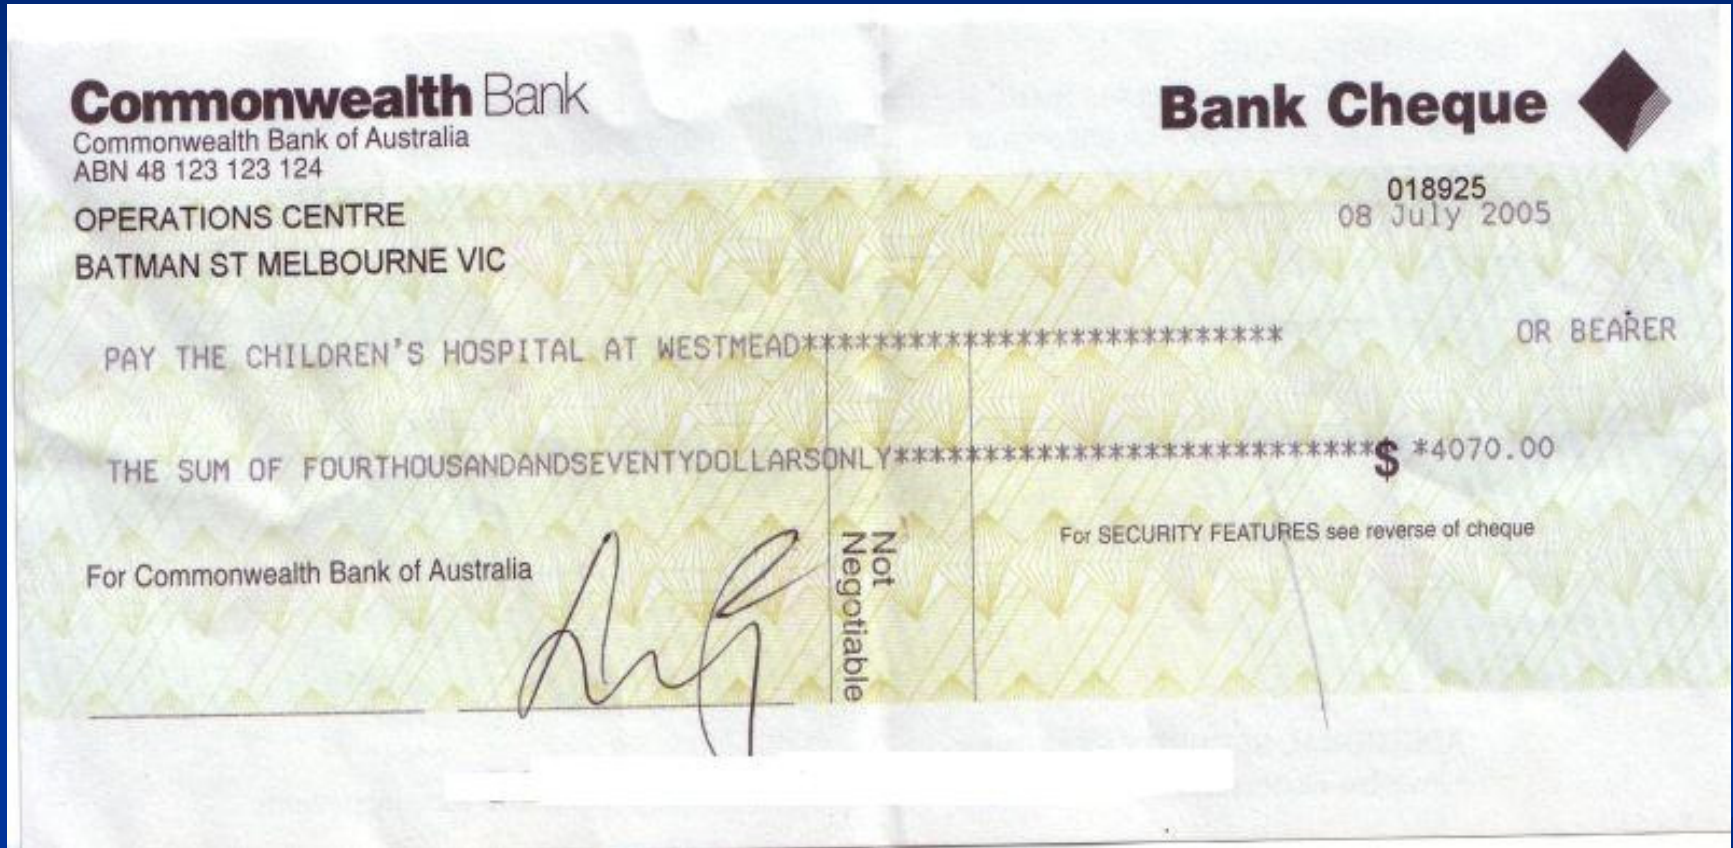 Commonwealth Bank
Bank Cheque
Commonwealth Bank of Australia
ABN 48 123 123 124
018925
OPERATIONS CENTRE
08 July 2005
BATMAN ST MELBOURNE VIC
PAY THE CHILDREN'S HOSPITAL AT WESTMEAD*************************** OR BEARER
THE SUM OF FOURTHOUSANDANDSEVENTYDOLLARSONLY***************************$ *4070.00
For SECURITY FEATURES see reverse of cheque
For Commonwealth Bank of Australia
Not
Negotiable